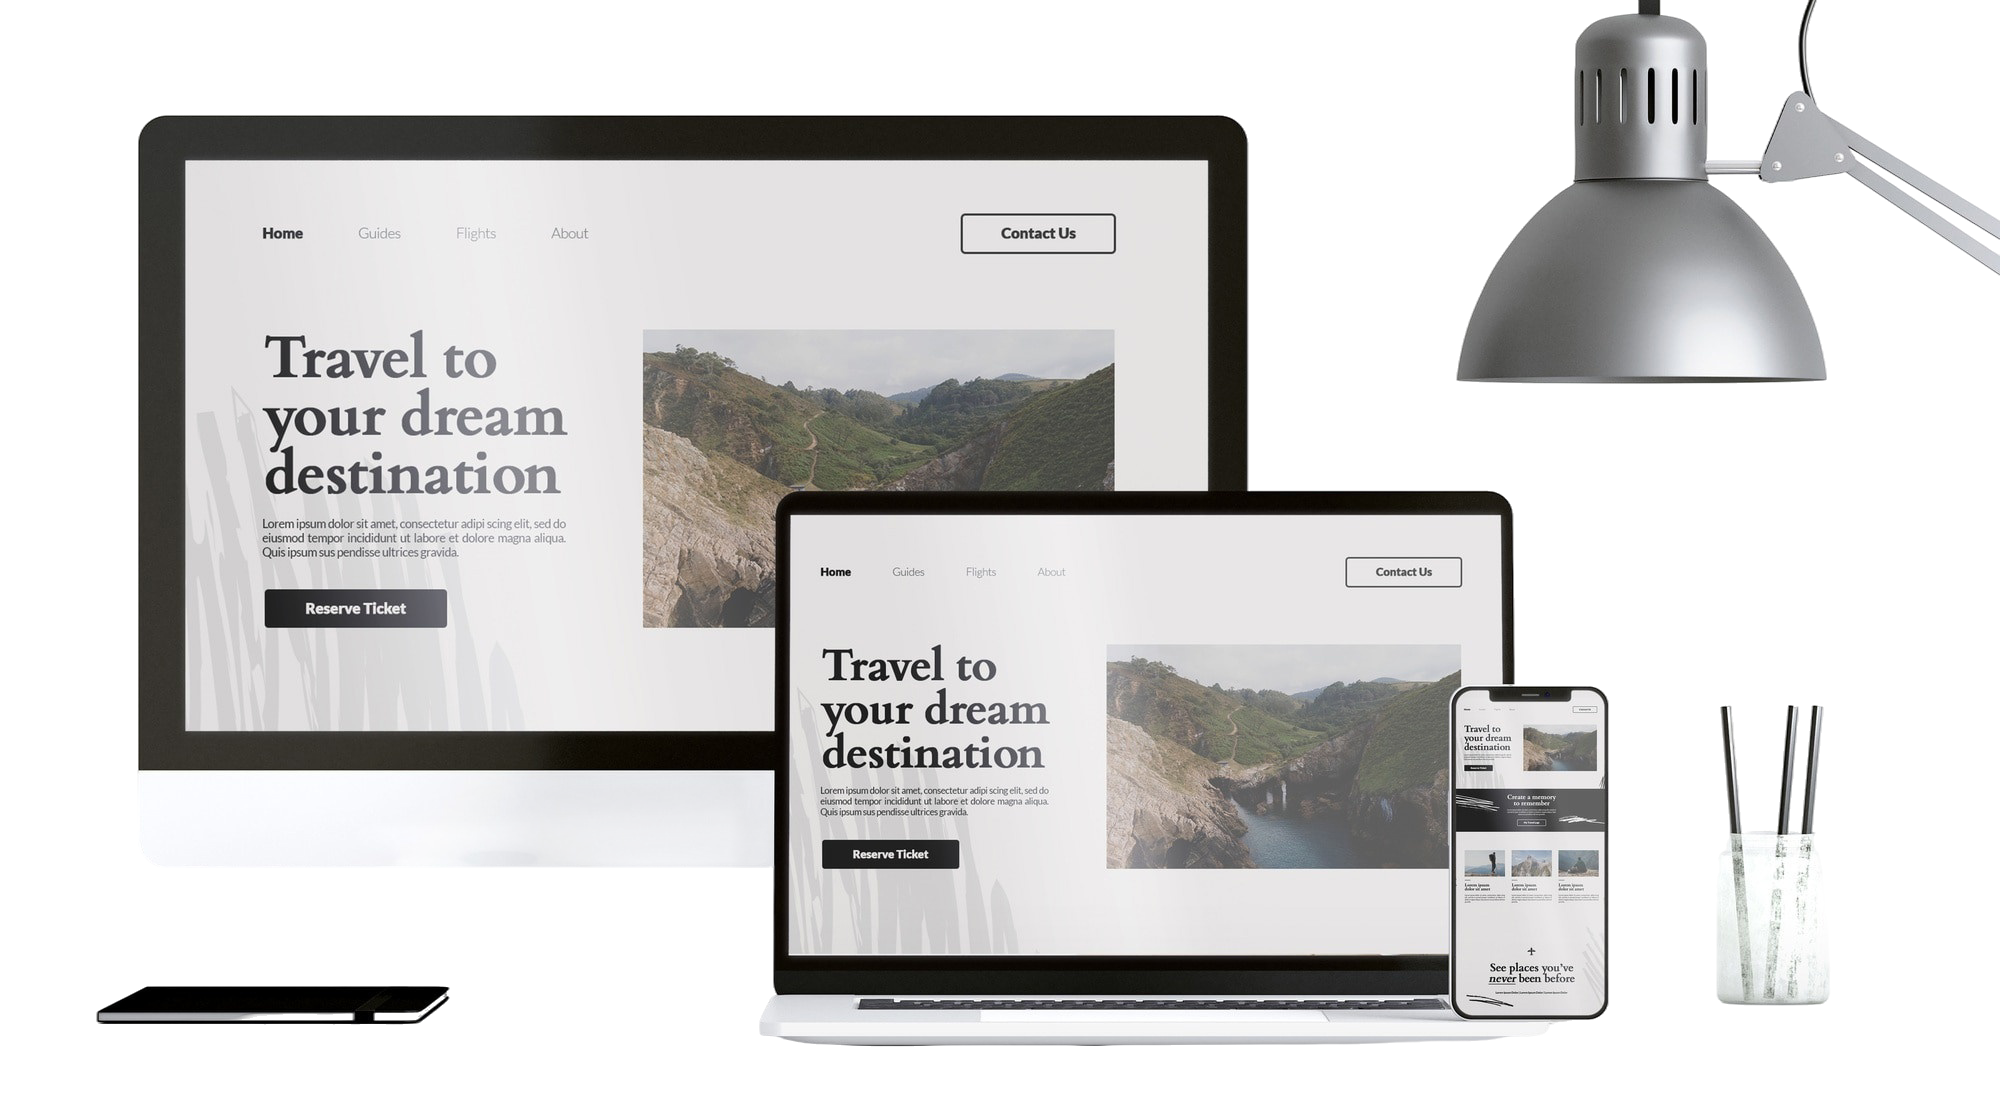 Home Guides Flights About Contact Us
Travel to
your dream
destination
Lorem ipsum dolor sit amet, consectetur adipi scing elit, sed do
eiusmod tempor incididunt ut labore et dolore magna aliqua.
Quis ipsum sus pendisse ultrices gravida.
Reserve Ticket
Home Guides Flights About Contact Us
Travel to
your dream
destination
Lorem ipsum dolor sit amet, consectetur adipi scing elit, sed do
eiusmod tempor incididunt ut labore et dolore magna aliqua.
Quis ipsum sus pendisse ultrices gravida.
Reserve Ticket
Home Contact Us
Travel to
your dream
destination
Reserve Ticket
Create a memory
to remember
Lorem ipsum Lorem ipsum Lorem ipsum
dolor sit amet dolor sit amet dolor sit amet
See places you've
never been before